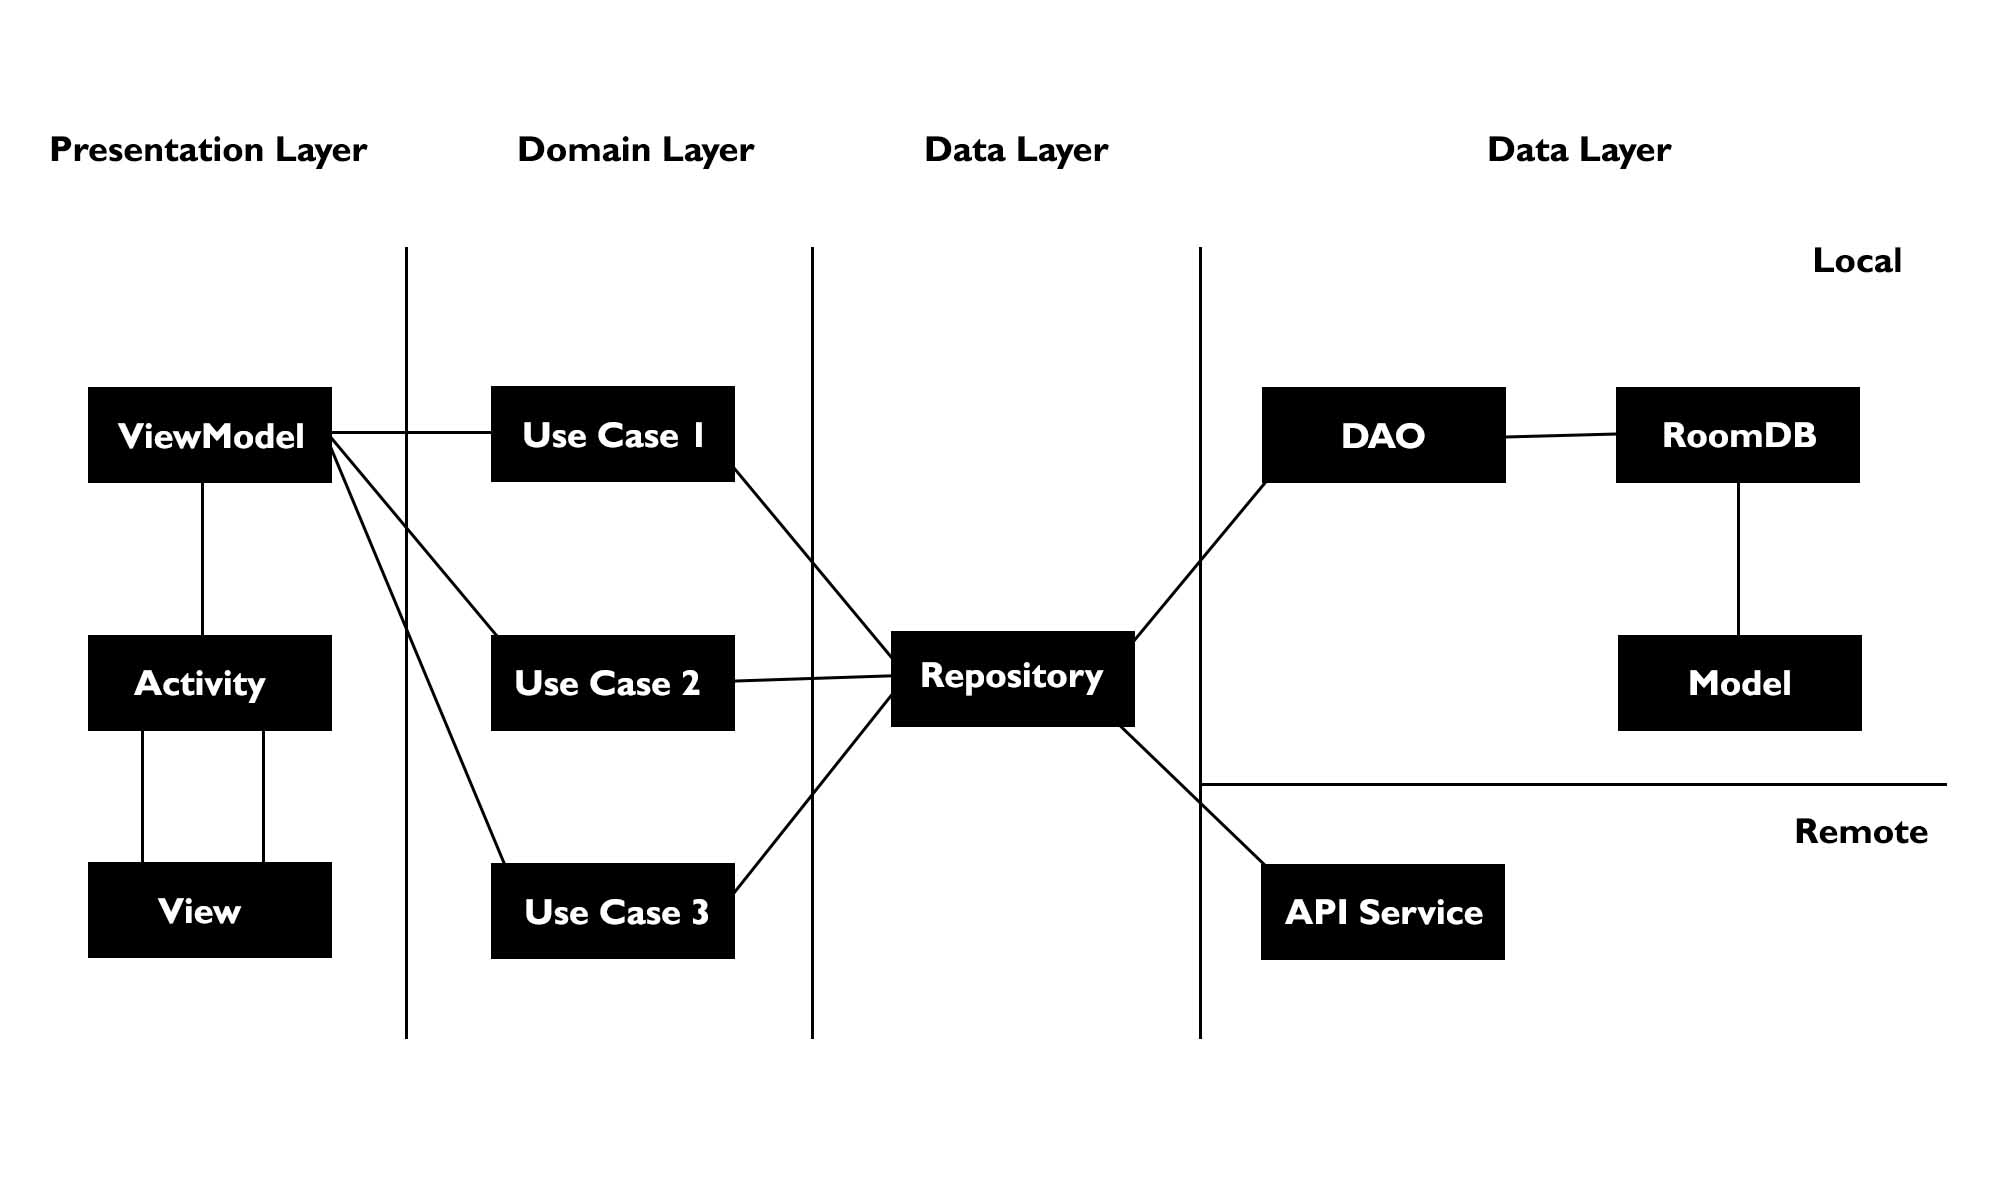 Presentation Layer
Domain Layer
Data Layer
Data Layer
Local
ViewModel
Use Case 1
DAO
RoomDB
Activity
Use Case 2
Repository
Model
Remote
View
Use Case 3
API Service